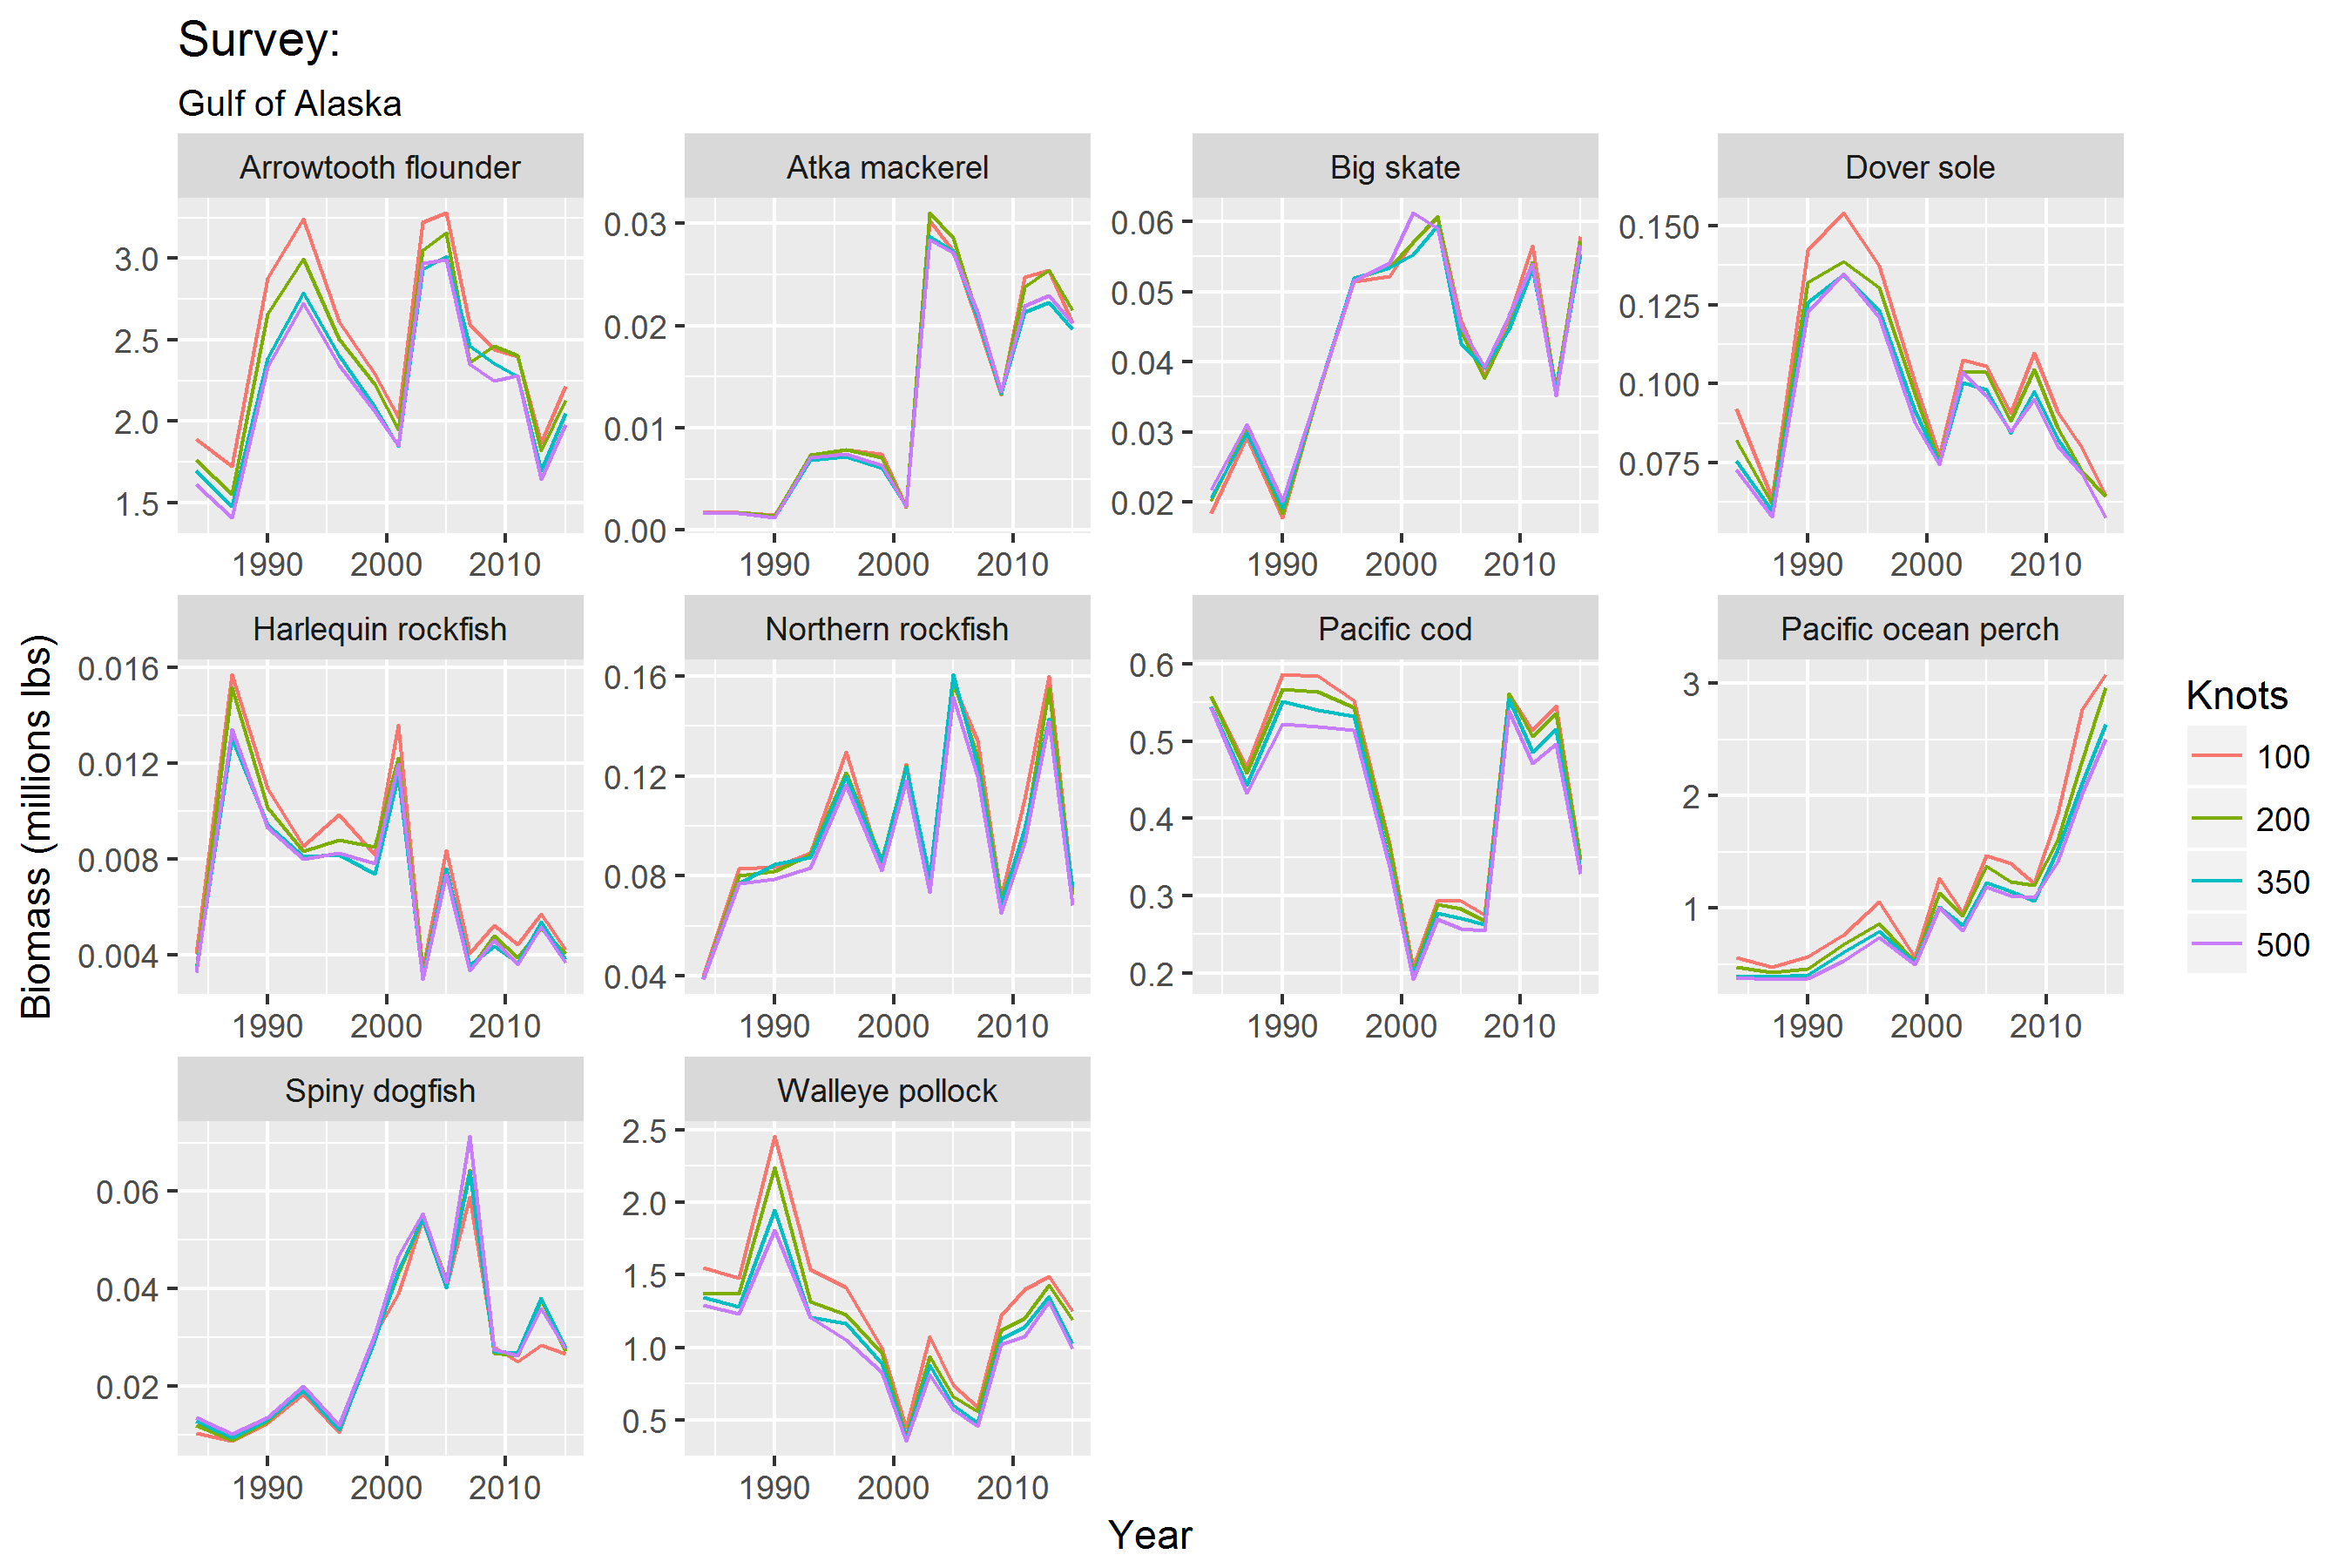 Survey:
Gulf of Alaska
Arrowtooth flounder
Atka mackerel
Big skate
Dover sole
3.0
2.5
2.0
1.5
1990 2000 2010
0.03
0.02
0.01
0.00
1990 2000 2010
0.06
0.05
0.04
0.03
0.02
1990 2000 2010
0.150
0.125
0.100
0.075
1990 2000 2010
Harlequin rockfish
Northern rockfish
Pacific cod
Pacific ocean perch
0.016
0.012
0.008
0.004
1990 2000 2010
0.16
0.12
0.08
0.04
1990 2000 2010
0.6
0.5
0.4
0.3
0.2
1990 2000 2010
3
2
1
1990 2000 2010
Spiny dogfish
Walleye pollock
0.06
0.04
0.02
1990 2000 2010
2.5
2.0
1.5
1.0
0.5
1990 2000 2010
Biomass (millions lbs)
Year
Knots
100
200
350
500